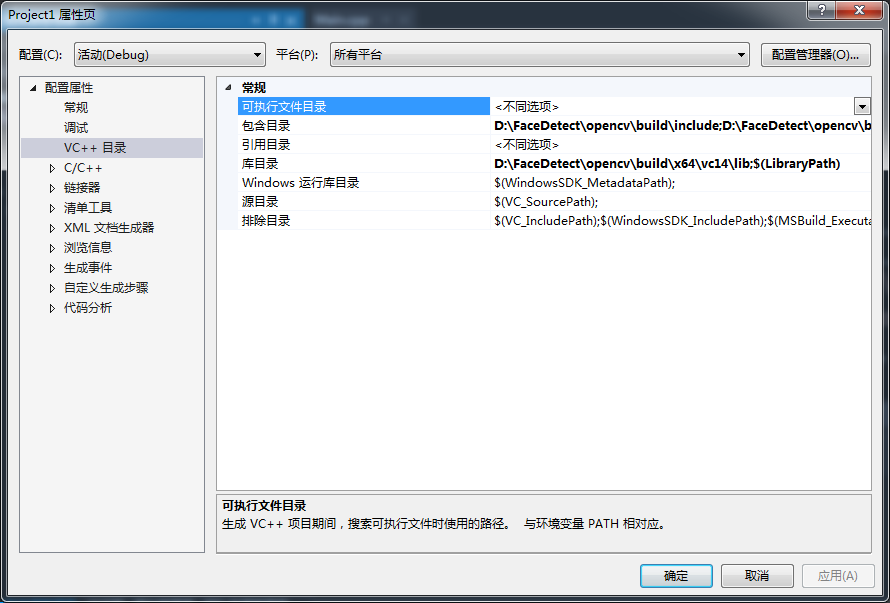 Project1 属性页
配置(C): 活动(Debug) 平台(P): 所有平台 配置管理器(O)...
配置属性
常规
调试
VC++ 目录
C/C++
链接器
清单工具
XML 文档生成器
浏览信息
生成事件
自定义生成步骤
代码分析
常规
可执行文件目录 <不同选项>
包含目录 D:\FaceDetect\opencv\build\include;D:\FaceDetect\opencv\b
引用目录 <不同选项>
库目录 D:\FaceDetect\opencv\build\x64\vc14\lib;$(LibraryPath)
Windows 运行库目录 $(WindowsSDK_MetadataPath);
源目录 $(VC_SourcePath);
排除目录 $(VC_IncludePath);$(WindowsSDK_IncludePath);$(MSBuild_Executa
可执行文件目录
生成 VC++ 项目期间，搜索可执行文件时使用的路径。 与环境变量 PATH 相对应。
确定 取消 应用(A)